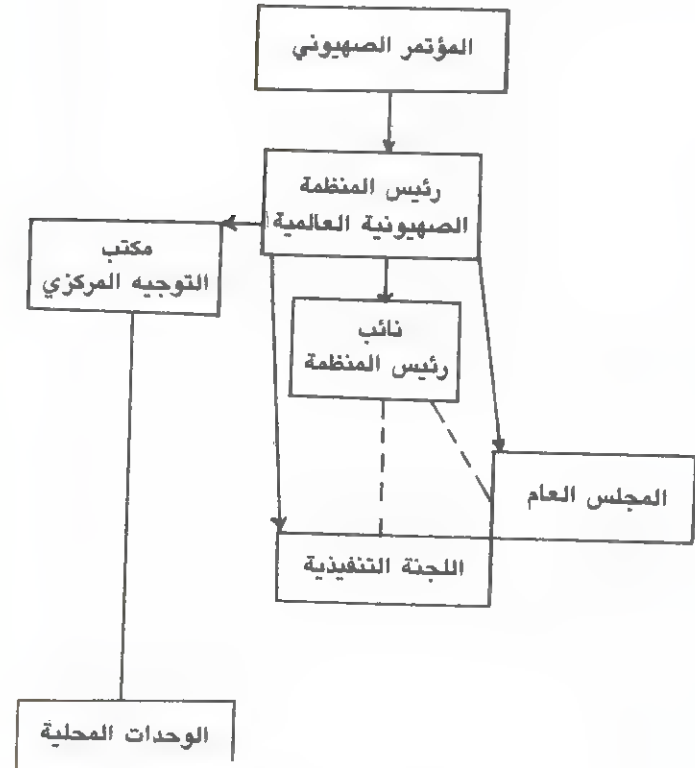 المؤتمر الصهيوني
رئيس المنظمة
الصهيونية العالمية
مكتب
التوجيه المركزي
نائب
رئيس المنظمة
المجلس العام
اللجنة التنفيذية
الوحدات المحلية